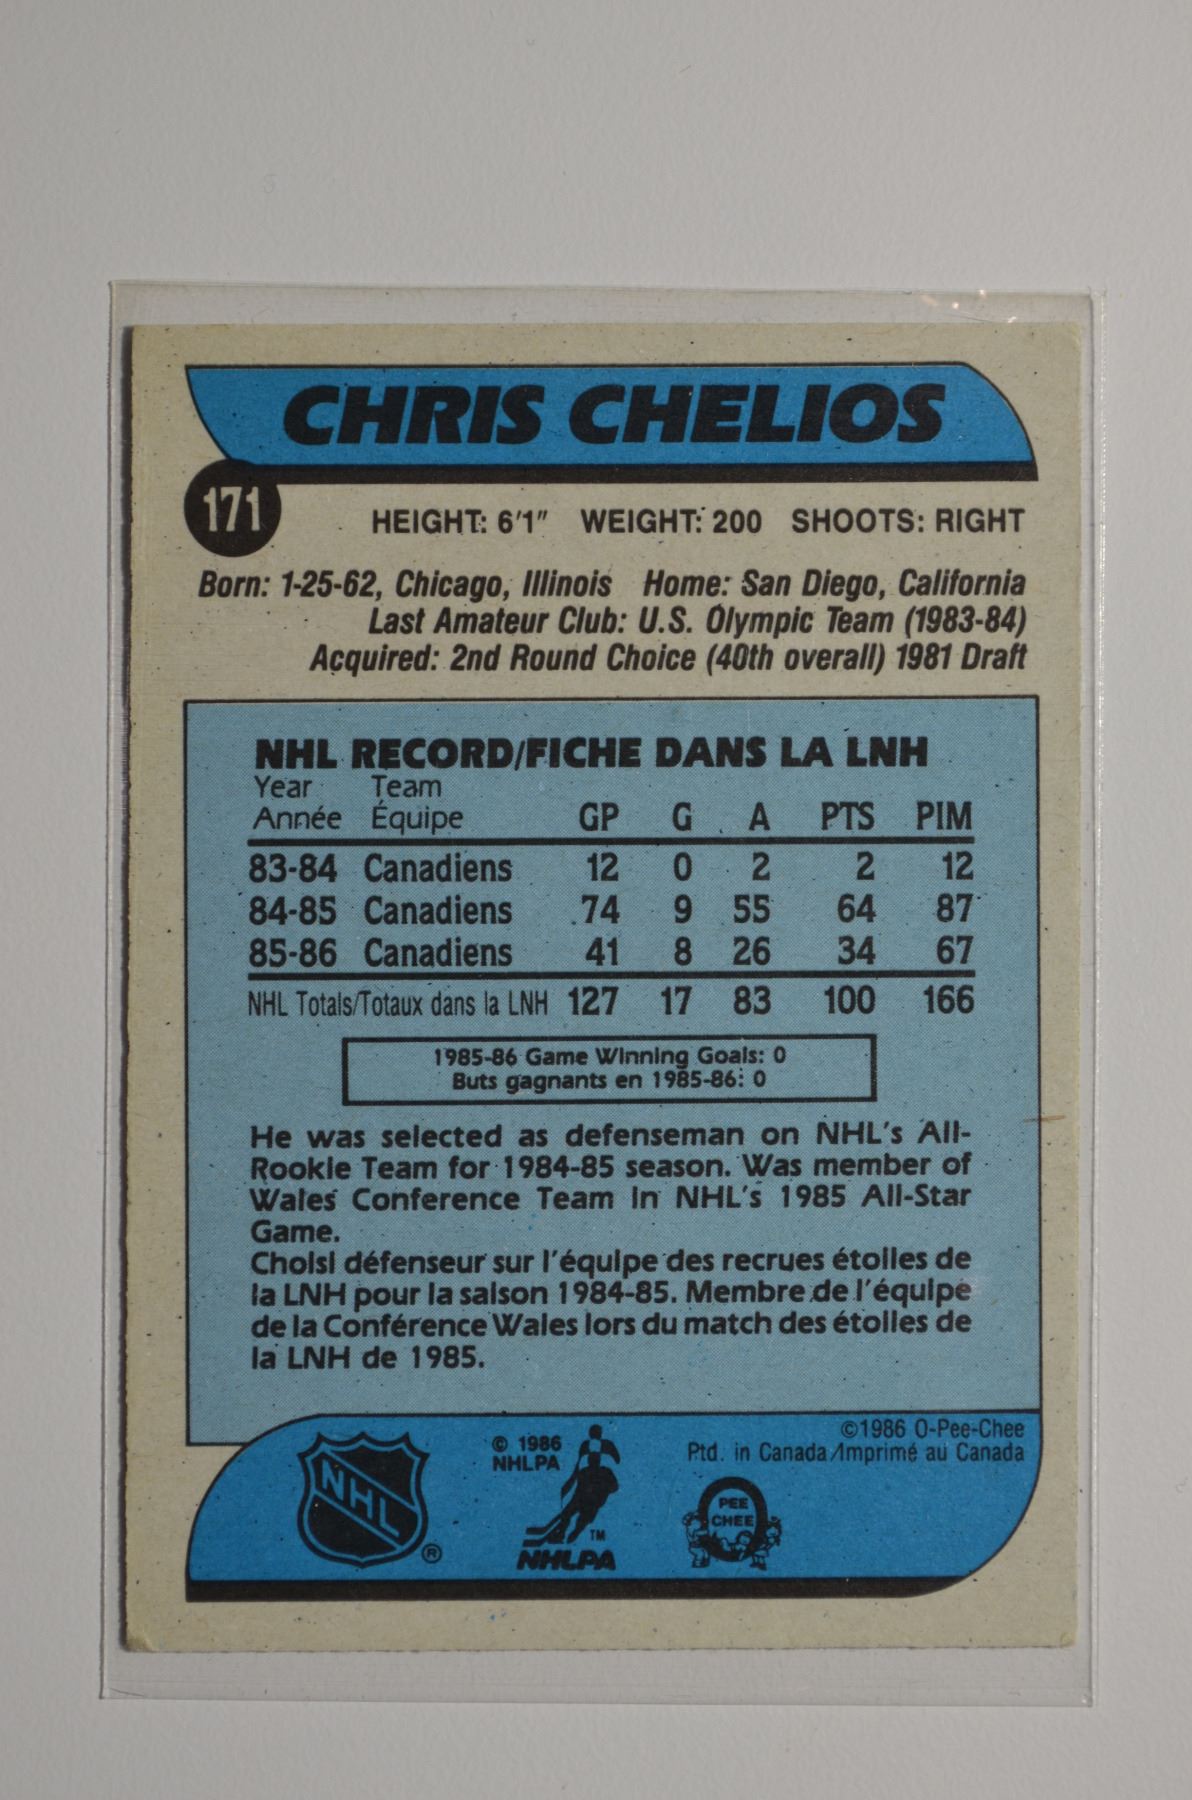 CHRIS CHELIOS
171
HEIGHT: 6'1" WEIGHT: 200 SHOOTS: RIGHT
Born: 1-25-62, Chicago, Illinois Home: San Diego, California
Last Amateur Club: U.S. Olympic Team (1983-84)
Acquired: 2nd Round Choice (40th overall) 1981 Draft
NHL RECORD/FICHE DANS LA LNH
Year Team
Année Équipe GP G A PTS PIM
83-84 Canadiens 12 0 2 2 12
84-85 Canadiens 74 9 55 64 87
85-86 Canadiens 41 8 26 34 67
NHL Totals/Totaux dans la LNH 127 17 83 100 166
1985-86 Game Winning Goals: 0
Buts gagnants en 1985-86: 0
He was selected as defenseman on NHL's All-
Rookie Team for 1984-85 season. Was member of
Wales Conference Team in NHL's 1985 All-Star
Game.
Choisi défenseur sur l'équipe des recrues étoiles de
la LNH pour la saison 1984-85. Membre de l'équipe
de la Conférence Wales lors du match des étoiles de
la LNH de 1985.
©1986 O-Pee-Chee
Ptd. in Canada/Imprimé au Canada
© 1986
NHLPA
NHL
®
TM
NHLPA
PEE
CHEE